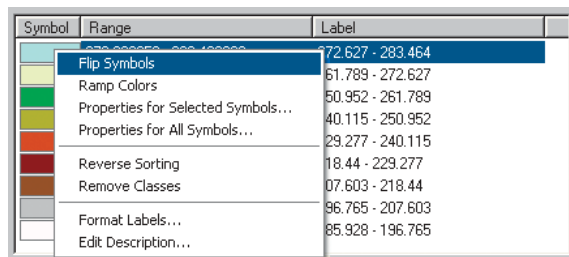 Symbol Range Label
272.627 - 283.464
Flip Symbols
61.789 - 272.627
Ramp Colors
50.952 - 261.789
Properties for Selected Symbols...
40.115 - 250.952
Properties for All Symbols...
29.277 - 240.115
18.44 - 229.277
Reverse Sorting
07.603 - 218.44
Remove Classes
96.765 - 207.603
Format Labels...
85.928 - 196.765
Edit Description...